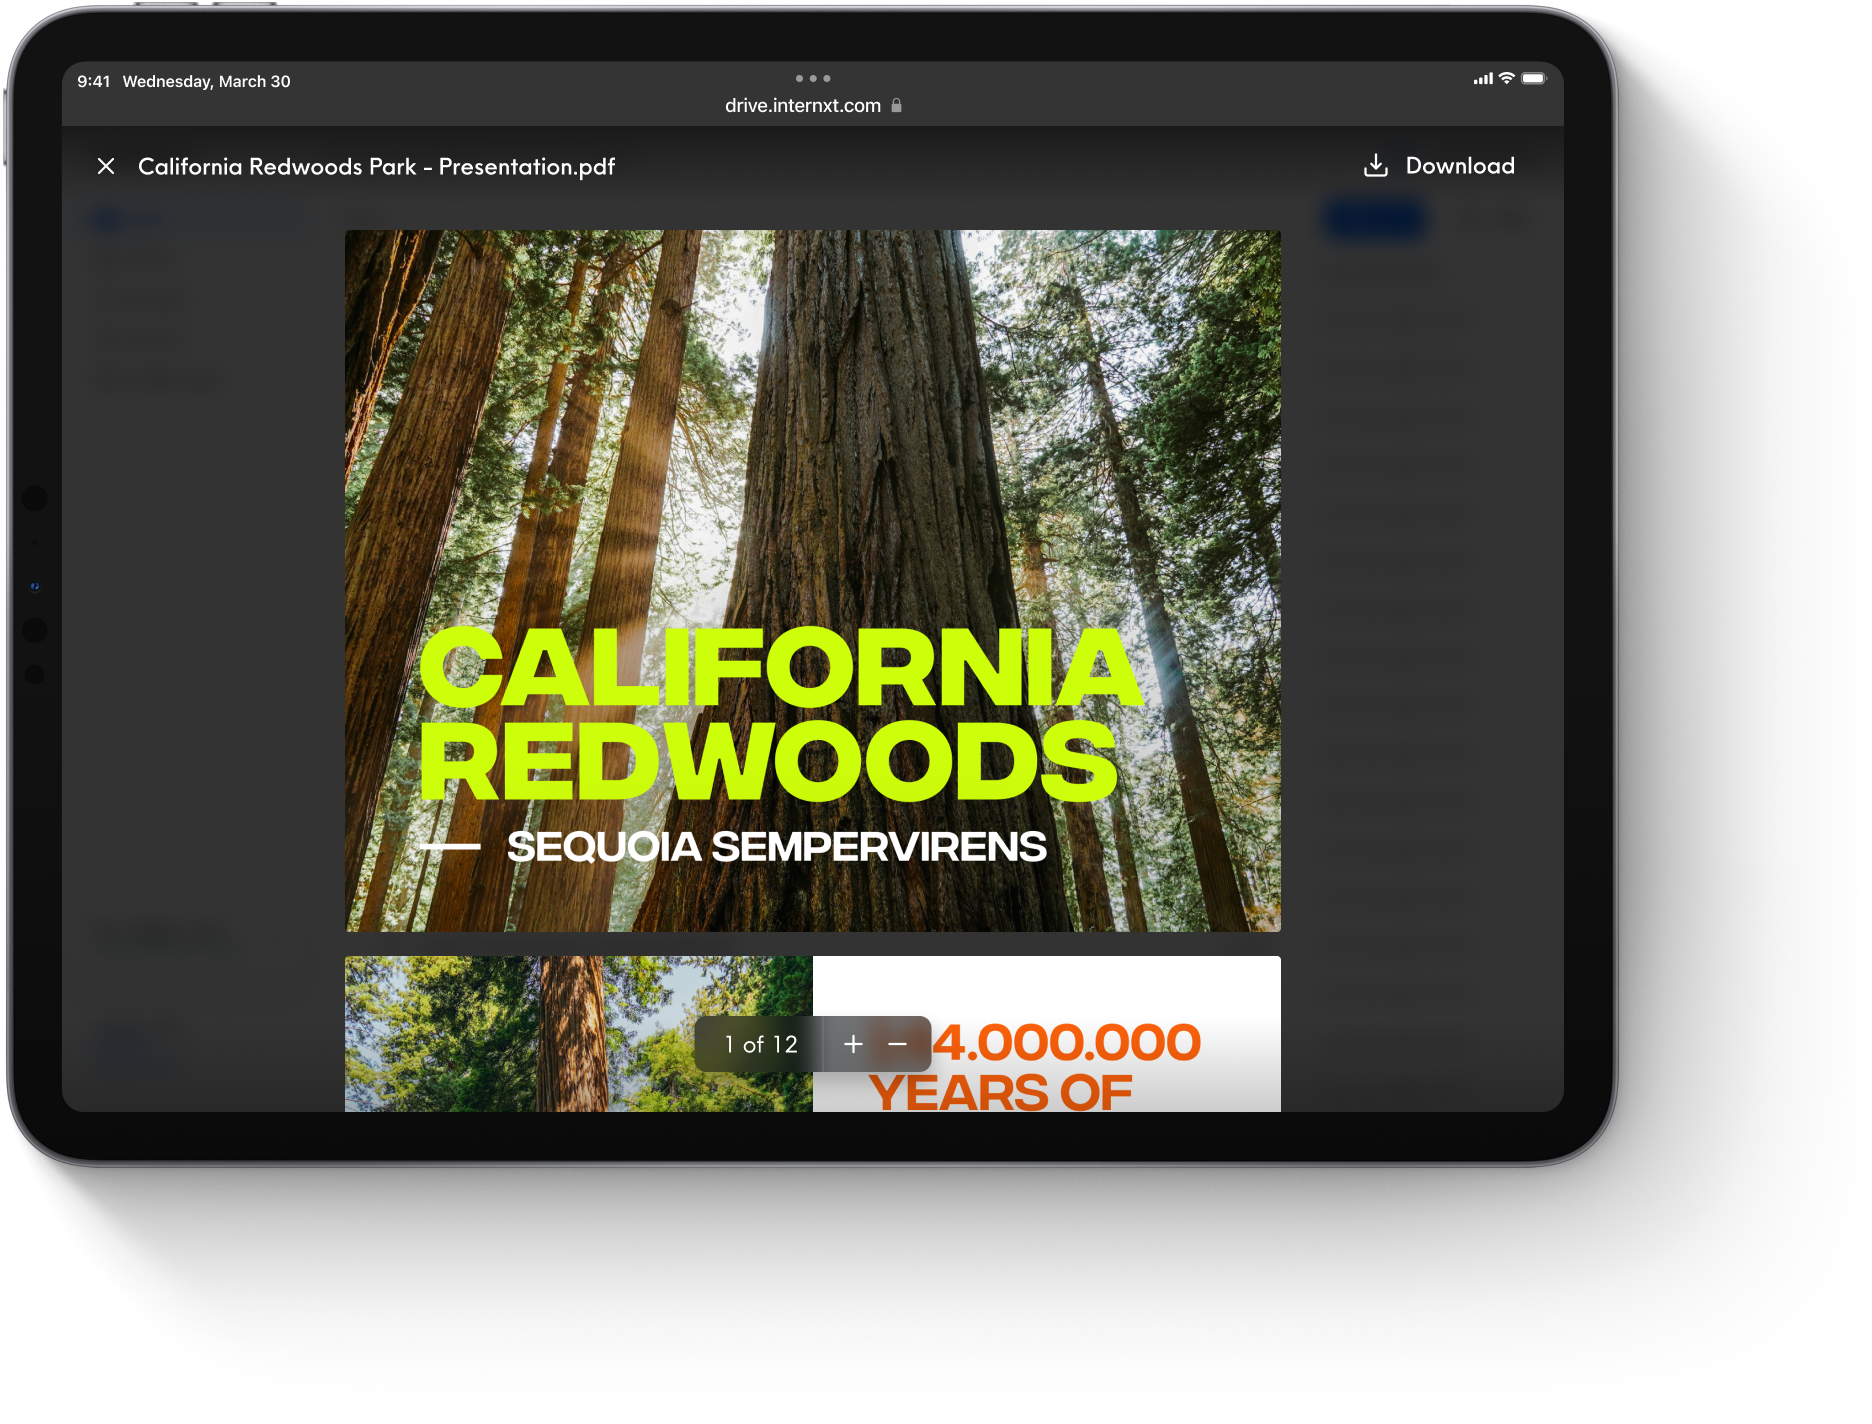 9:41 Wednesday, March 30
drive.internxt.com
California Redwoods Park - Presentation.pdf
Download
CALIFORNIA
REDWOODS
— SEQUOIA SEMPERVIRENS
4.000.000
YEARS OF
1 of 12 + −